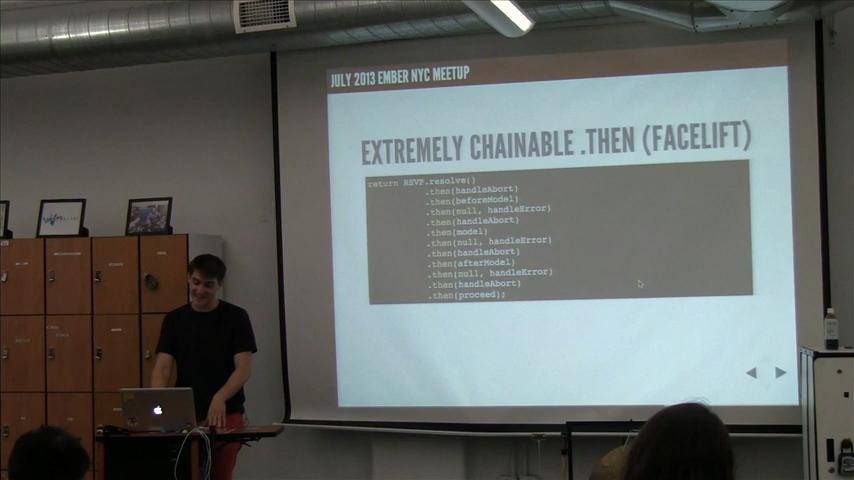 JULY 2013 EMBER NYC MEETUP
EXTREMELY CHAINABLE .THEN (FACELIFT)
return RSVP.resolve()
.then(handleAbort)
.then(beforeModel)
.then(null, handleError)
.then(handleAbort)
.then(model)
.then(null, handleError)
.then(handleAbort)
.then(afterModel)
.then(null, handleError)
.then(handleAbort)
.then(proceed);